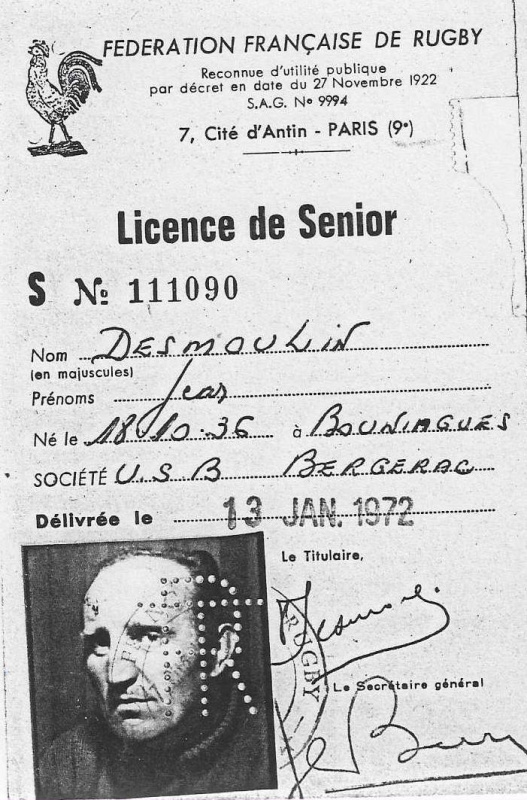 FEDERATION FRANÇAISE DE RUGBY
Reconnue d'utilité publique
par décret en date du 27 Novembre 1922
S.A.G. Nº 9994
7, Cité d'Antin - PARIS (9ᵉ)
Licence de Senior
S Nº 111090
Nom DESMOULIN
(en majuscules)
Prénoms Jean
Né le 18.10.36 à BOUNIAGUES
SOCIÉTÉ U.S.B BERGERAC
Délivrée le 13 JAN. 1972
Le Titulaire,
RUGBY
Le Secrétaire général